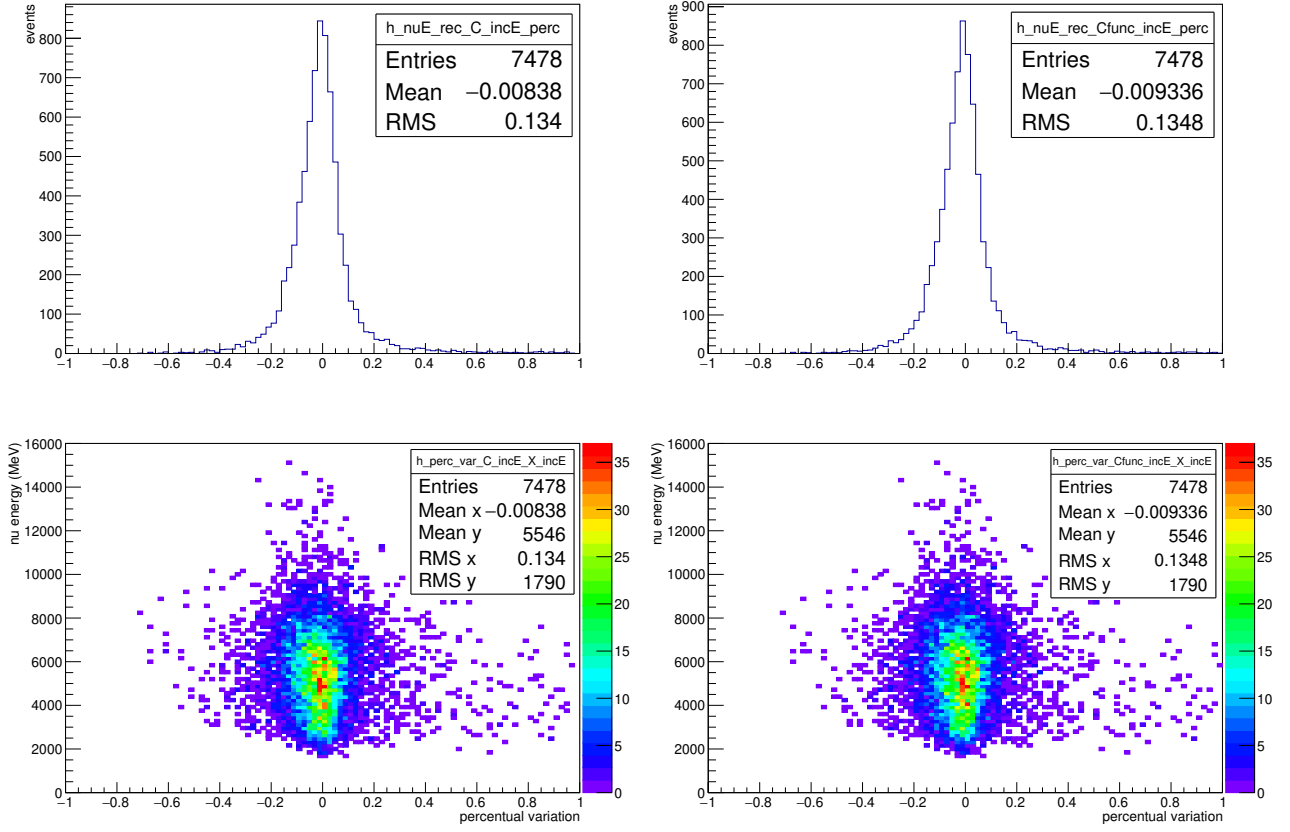 events
h_nuE_rec_C_incE_perc
Entries 7478
Mean −0.00838
RMS 0.134
800
700
600
500
400
300
200
100
0
−1 −0.8 −0.6 −0.4 −0.2 0 0.2 0.4 0.6 0.8 1
events
h_nuE_rec_Cfunc_incE_perc
Entries 7478
Mean −0.009336
RMS 0.1348
900
800
700
600
500
400
300
200
100
0
−1 −0.8 −0.6 −0.4 −0.2 0 0.2 0.4 0.6 0.8 1
nu energy (MeV)
h_perc_var_C_incE_X_incE
Entries 7478
Mean x −0.00838
Mean y 5546
RMS x 0.134
RMS y 1790
16000
14000
12000
10000
8000
6000
4000
2000
0
−1 −0.8 −0.6 −0.4 −0.2 0 0.2 0.4 0.6 0.8 1
percentual variation
35
30
25
20
15
10
5
0
nu energy (MeV)
h_perc_var_Cfunc_incE_X_incE
Entries 7478
Mean x −0.009336
Mean y 5546
RMS x 0.1348
RMS y 1790
16000
14000
12000
10000
8000
6000
4000
2000
0
−1 −0.8 −0.6 −0.4 −0.2 0 0.2 0.4 0.6 0.8 1
percentual variation
35
30
25
20
15
10
5
0